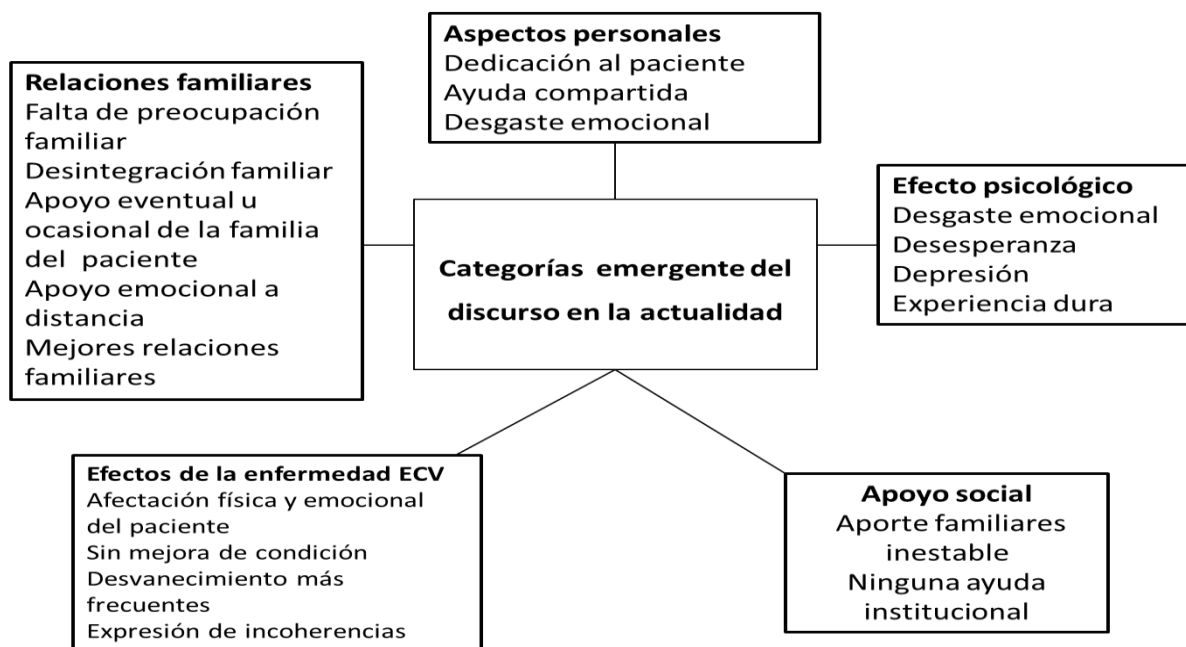 Aspectos personales
Dedicación al paciente
Ayuda compartida
Desgaste emocional
Relaciones familiares
Falta de preocupación
familiar
Desintegración familiar
Apoyo eventual u
ocasional de la familia
del paciente
Apoyo emocional a
distancia
Mejores relaciones
familiares
Efecto psicológico
Desgaste emocional
Desesperanza
Depresión
Experiencia dura
Categorías emergente del
discurso en la actualidad
Efectos de la enfermedad ECV
Afectación física y emocional
del paciente
Sin mejora de condición
Desvanecimiento más
frecuentes
Expresión de incoherencias
Apoyo social
Aporte familiares
inestable
Ninguna ayuda
institucional